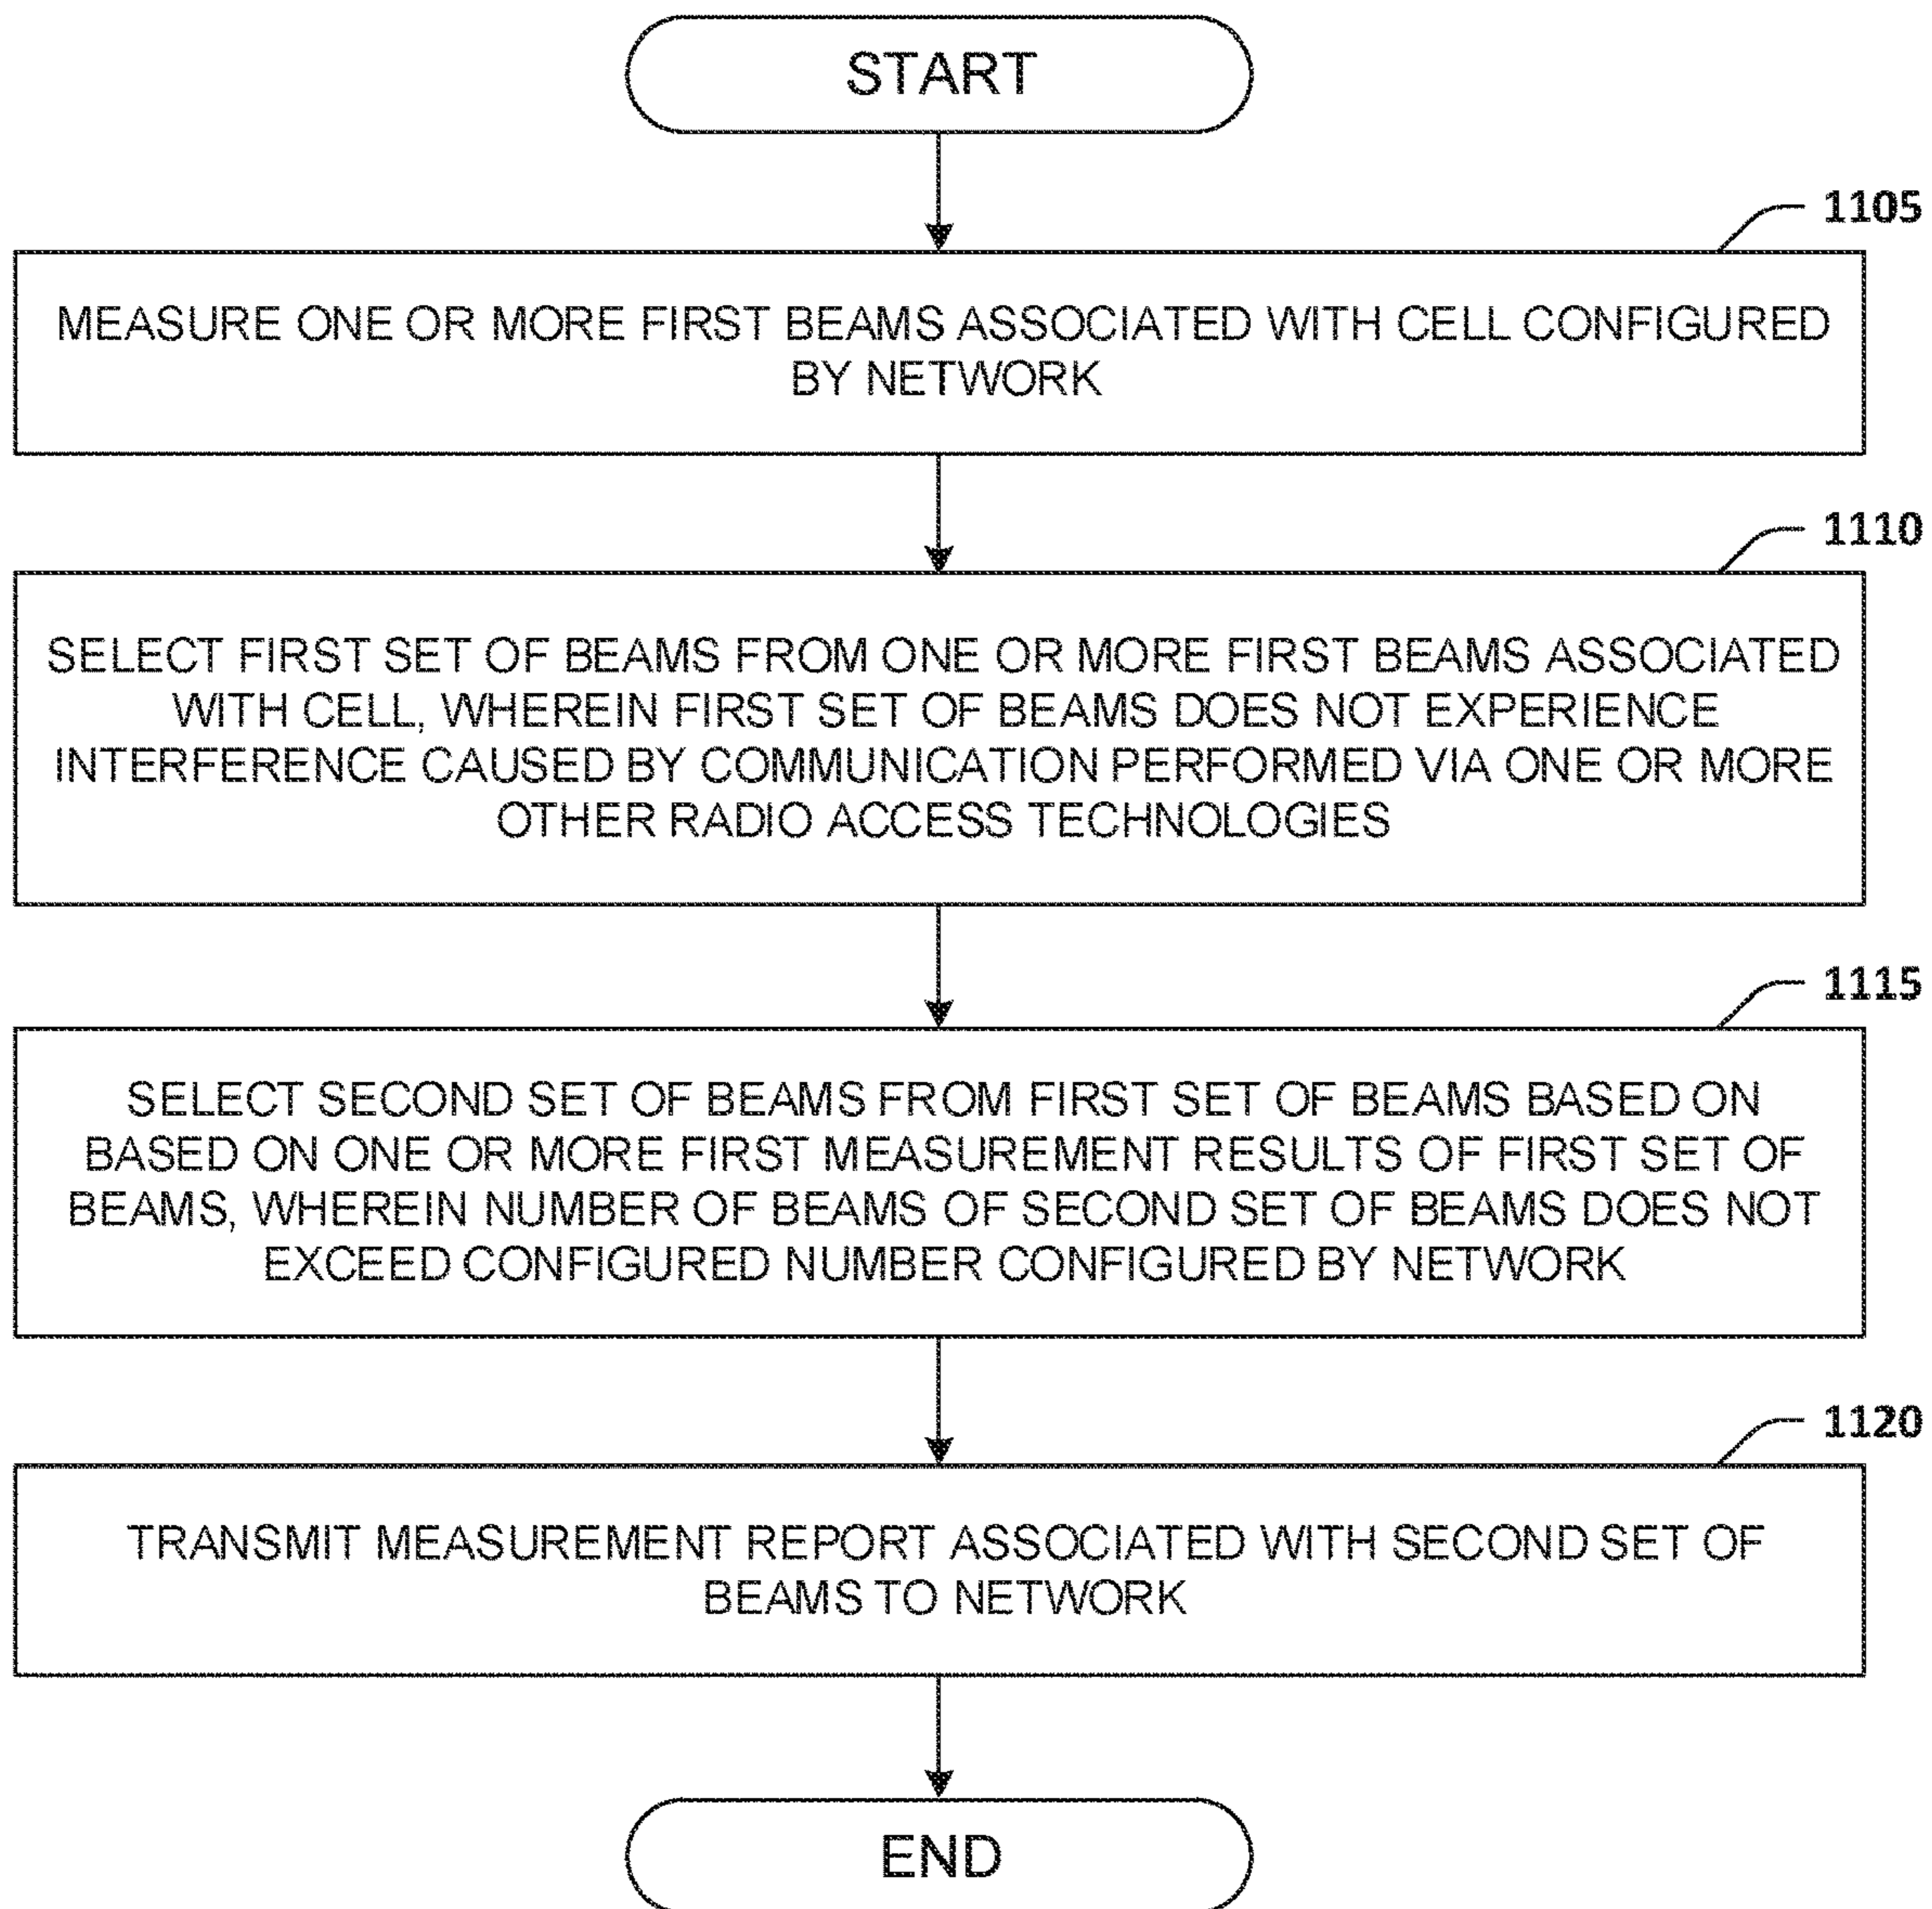 START
1105
MEASURE ONE OR MORE FIRST BEAMS ASSOCIATED WITH CELL CONFIGURED
BY NETWORK
1110
SELECT FIRST SET OF BEAMS FROM ONE OR MORE FIRST BEAMS ASSOCIATED
WITH CELL, WHEREIN FIRST SET OF BEAMS DOES NOT EXPERIENCE
INTERFERENCE CAUSED BY COMMUNICATION PERFORMED VIA ONE OR MORE
OTHER RADIO ACCESS TECHNOLOGIES
1115
SELECT SECOND SET OF BEAMS FROM FIRST SET OF BEAMS BASED ON
BASED ON ONE OR MORE FIRST MEASUREMENT RESULTS OF FIRST SET OF
BEAMS, WHEREIN NUMBER OF BEAMS OF SECOND SET OF BEAMS DOES NOT
EXCEED CONFIGURED NUMBER CONFIGURED BY NETWORK
1120
TRANSMIT MEASUREMENT REPORT ASSOCIATED WITH SECOND SET OF
BEAMS TO NETWORK
END